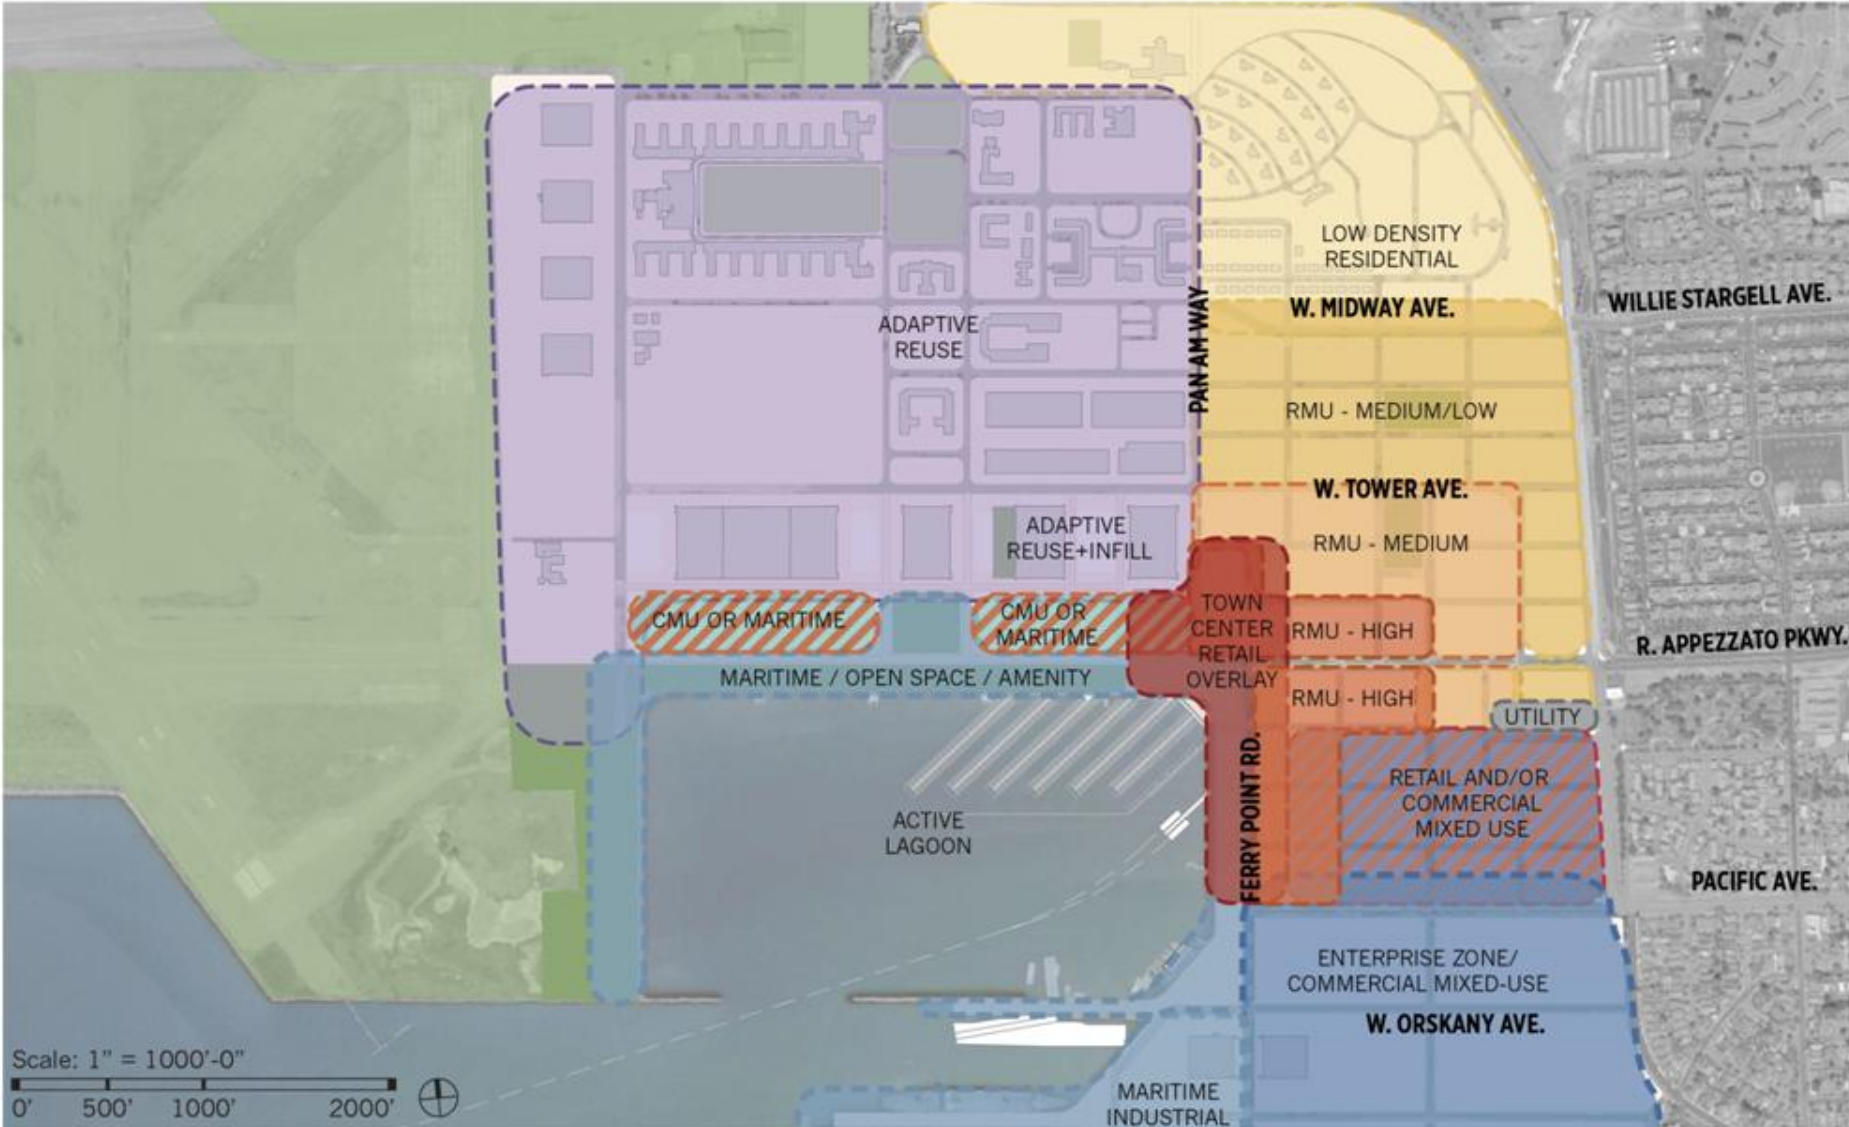 LOW DENSITY
RESIDENTIAL
WILLIE STARGELL AVE.
W. MIDWAY AVE.
PAN AM WAY
ADAPTIVE
REUSE
RMU - MEDIUM/LOW
W. TOWER AVE.
ADAPTIVE
REUSE+INFILL
RMU - MEDIUM
CMU OR MARITIME
CMU OR
MARITIME
TOWN
CENTER
RETAIL
OVERLAY
RMU - HIGH
R. APPEZZATO PKWY.
MARITIME / OPEN SPACE / AMENITY
RMU - HIGH
UTILITY
FERRY POINT RD.
RETAIL AND/OR
COMMERCIAL
MIXED USE
ACTIVE
LAGOON
PACIFIC AVE.
ENTERPRISE ZONE/
COMMERCIAL MIXED-USE
W. ORSKANY AVE.
MARITIME
INDUSTRIAL
Scale: 1" = 1000'-0"
0' 500' 1000' 2000'